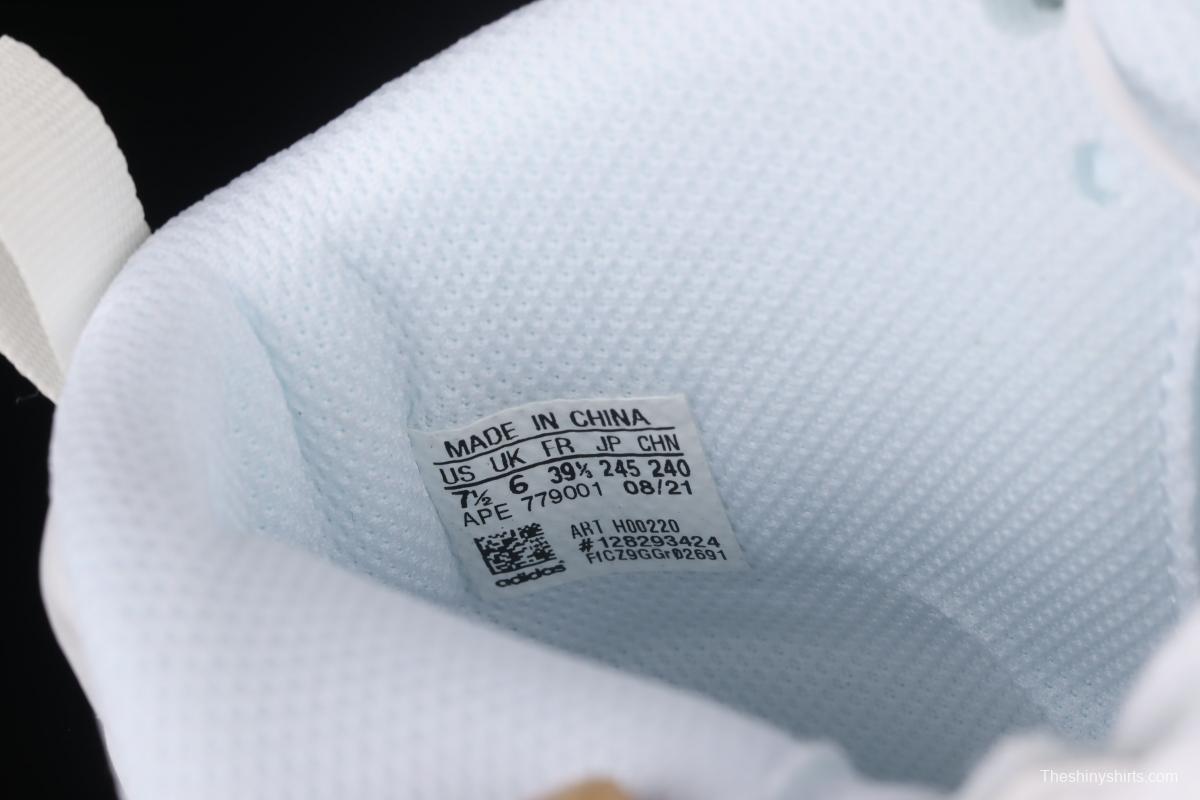 MADE IN CHINA
US UK FR JP CHN
7½ 6 39⅓ 245 240
APE 779001 08/21
ART H00220
#128293424
adidas
Theshinyshirts.com